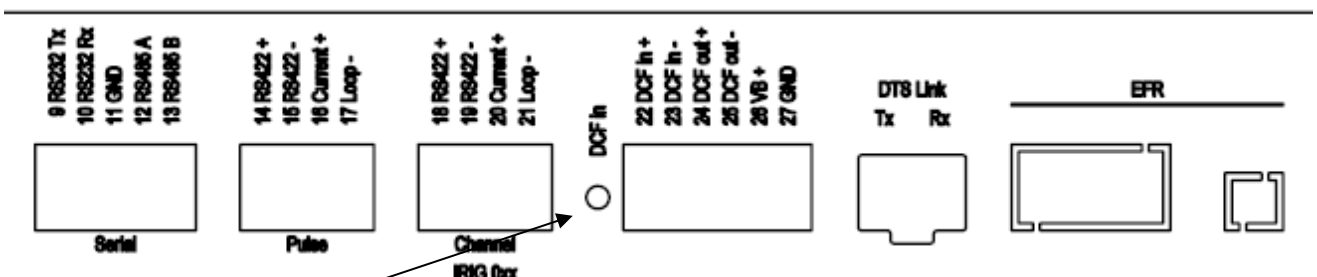 9 RS232 Tx
10 RS232 Rx
11 GND
12 RS485 A
13 RS485 B
Serial
14 RS422 +
15 RS422 -
16 Current +
17 Loop -
Pulse
18 RS422 +
19 RS422 -
20 Current +
21 Loop -
Channel
IRIG 0xx
DCF in
22 DCF in +
23 DCF in -
24 DCF out +
25 DCF out -
26 VB +
27 GND
DTS Link
Tx Rx
EFR